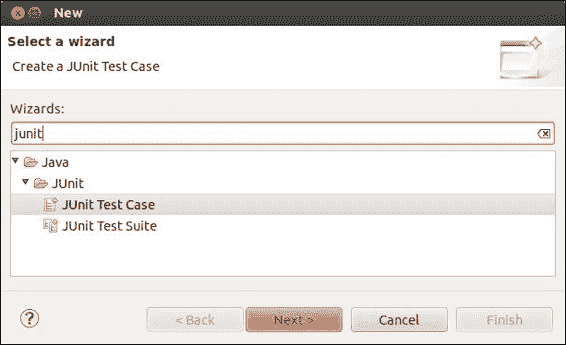 New
Select a wizard
Create a JUnit Test Case
Wizards:
junit
Java
JUnit
JUnit Test Case
JUnit Test Suite
?
< Back
Next >
Cancel
Finish